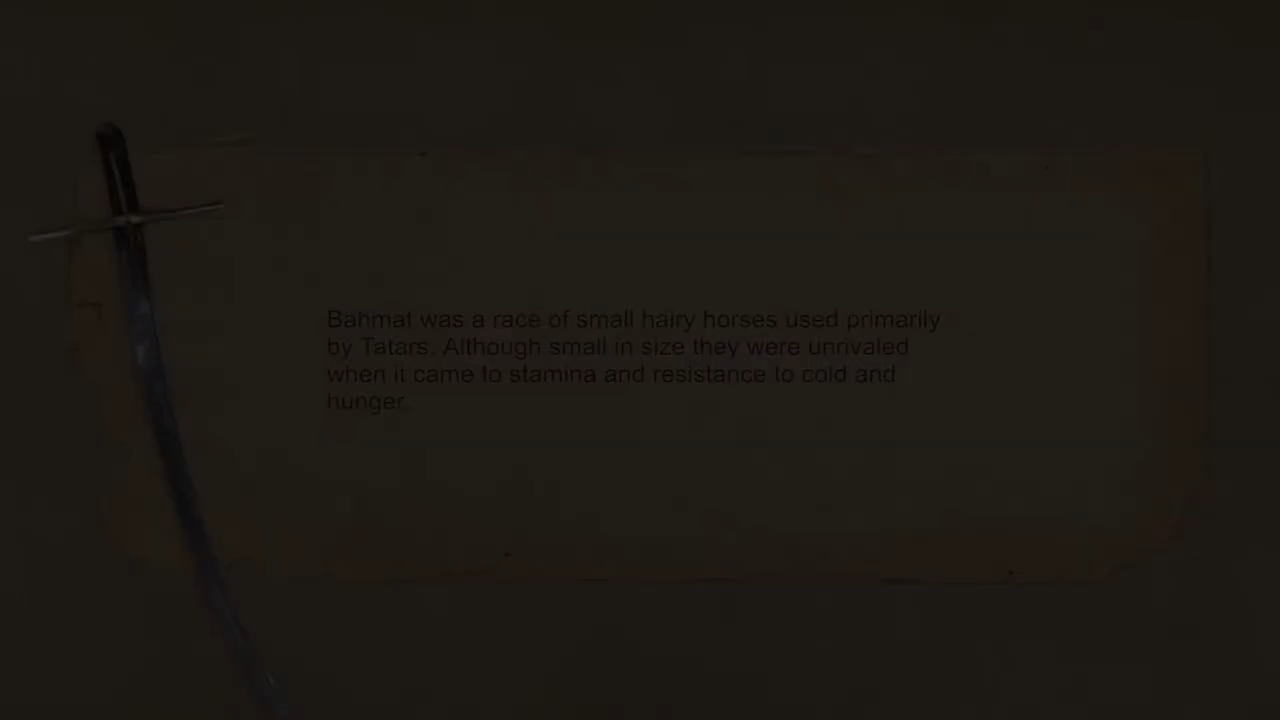 Bahmat was a race of small hairy horses used primarily
by Tatars. Although small in size they were unrivaled
when it came to stamina and resistance to cold and
hunger.